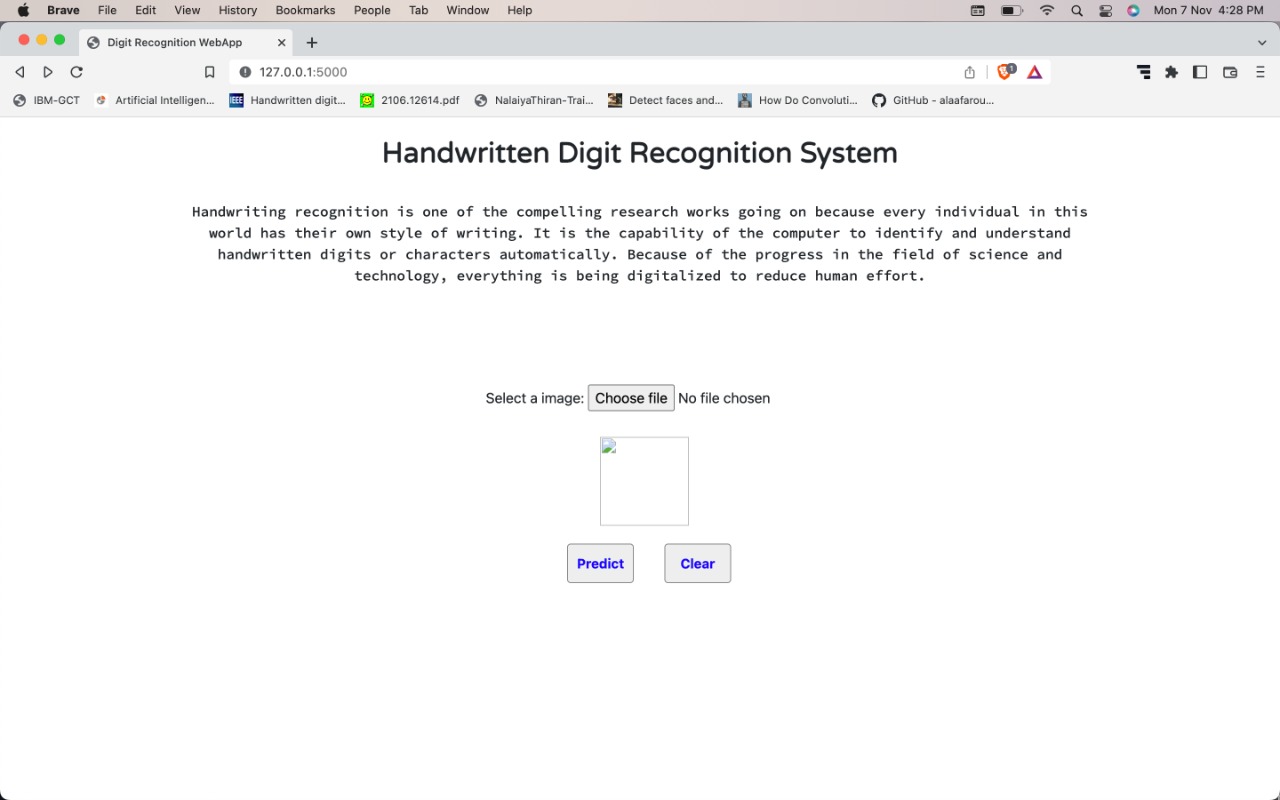 Brave File Edit View History Bookmarks People Tab Window Help Mon 7 Nov 4:28 PM
Digit Recognition WebApp
127.0.0.1:5000 1
IBM-GCT Artificial Intelligen... IEEE Handwritten digit... 2106.12614.pdf NalaiyaThiran-Trai... Detect faces and... How Do Convoluti... GitHub - alaafarou...
Handwritten Digit Recognition System
Handwriting recognition is one of the compelling research works going on because every individual in this
world has their own style of writing. It is the capability of the computer to identify and understand
handwritten digits or characters automatically. Because of the progress in the field of science and
technology, everything is being digitalized to reduce human effort.
Select a image: Choose file No file chosen
Predict Clear